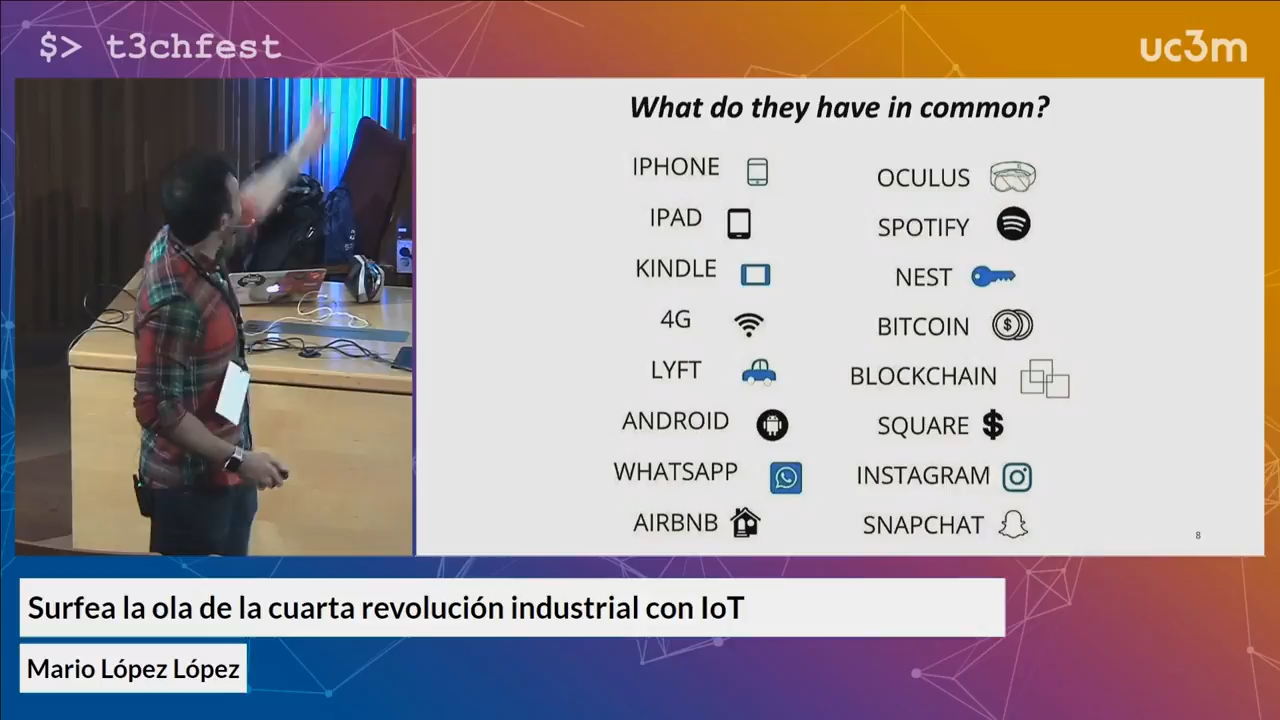 $> t3chfest
uc3m
What do they have in common?
IPHONE
IPAD
KINDLE
4G
LYFT
ANDROID
WHATSAPP
AIRBNB
OCULUS
SPOTIFY
NEST
BITCOIN
BLOCKCHAIN
SQUARE
INSTAGRAM
SNAPCHAT
8
Surfea la ola de la cuarta revolución industrial con IoT
Mario López López